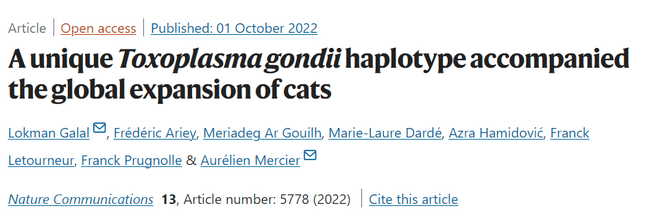 Article | Open access | Published: 01 October 2022
A unique Toxoplasma gondii haplotype accompanied
the global expansion of cats
Lokman Galal, Frédéric Ariey, Meriadeg Ar Gouilh, Marie-Laure Dardé, Azra Hamidović, Franck
Letourneur, Franck Prugnolle & Aurélien Mercier
Nature Communications 13, Article number: 5778 (2022) | Cite this article